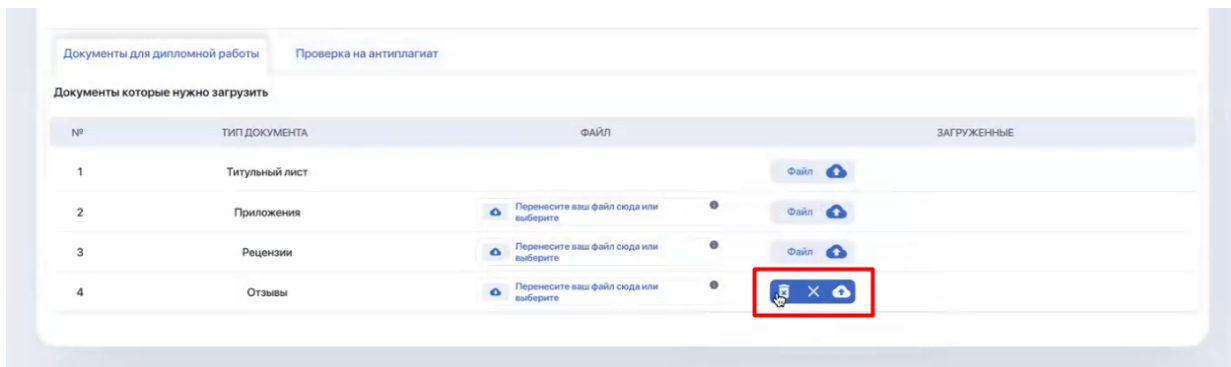 Документы для дипломной работы Проверка на антиплагиат
Документы которые нужно загрузить
№ ТИП ДОКУМЕНТА ФАЙЛ ЗАГРУЖЕННЫЕ
1 Титульный лист Файл
2 Приложения Перенесите ваш файл сюда или
выберите Файл
3 Рецензии Перенесите ваш файл сюда или
выберите Файл
4 Отзывы Перенесите ваш файл сюда или
выберите